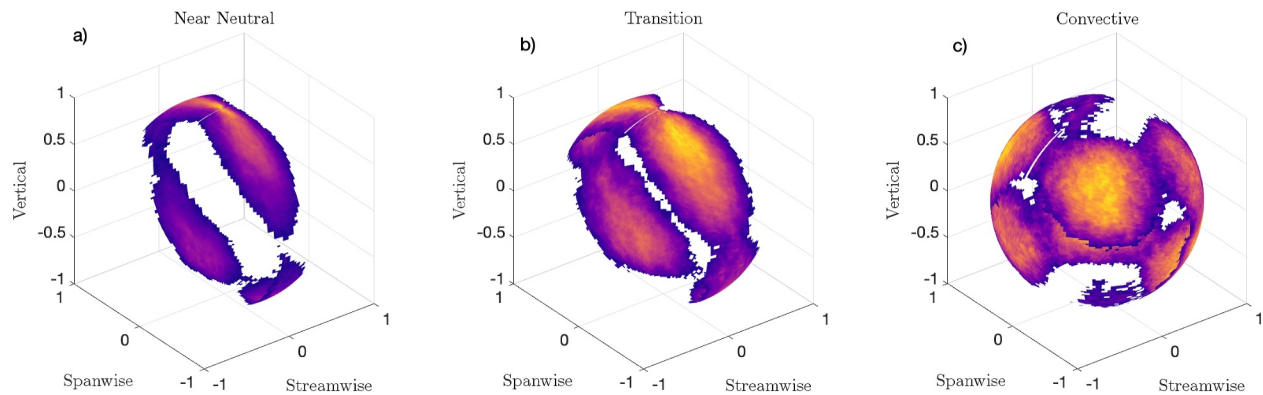 Near Neutral
a)
1
0.5
0
-0.5
-1
Vertical
1
0
-1
Spanwise
-1
0
1
Streamwise
Transition
b)
1
0.5
0
-0.5
-1
Vertical
1
0
-1
Spanwise
-1
0
1
Streamwise
Convective
c)
1
0.5
0
-0.5
-1
Vertical
1
0
-1
Spanwise
-1
0
1
Streamwise